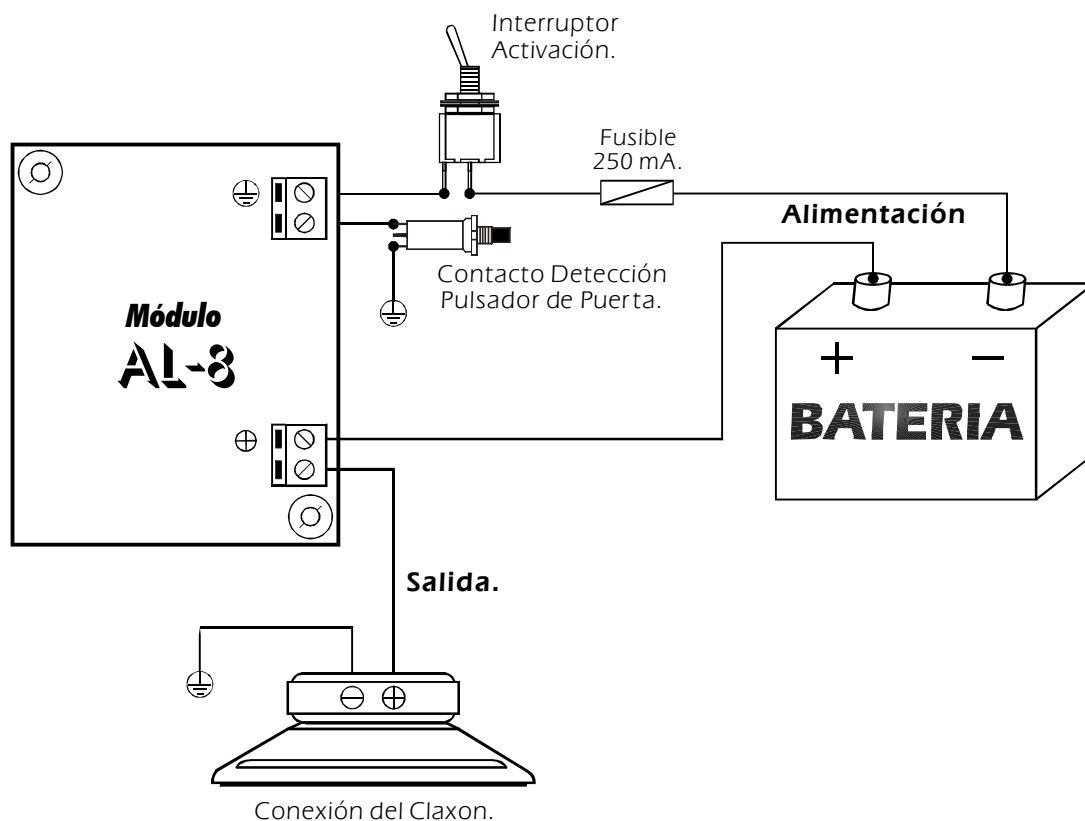 Interruptor
Activación.
Fusible
250 mA.
Alimentación
Contacto Detección
Pulsador de Puerta.
Módulo
AL-8
+ −
BATERIA
Salida.
Conexión del Claxon.